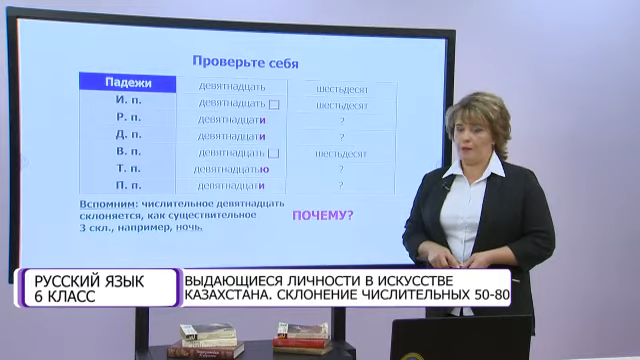 Проверьте себя
Падежи девятнадцать шестьдесят
И. п. девятнадцать шестьдесят
Р. п. девятнадцати ?
Д. п. девятнадцати ?
В. п. девятнадцать шестьдесят
Т. п. девятнадцатью ?
П. п. девятнадцати ?
Вспомним: числительное девятнадцать
склоняется, как существительное
3 скл., например, ночь.
ПОЧЕМУ?
РУССКИЙ ЯЗЫК
6 КЛАСС
ВЫДАЮЩИЕСЯ ЛИЧНОСТИ В ИСКУССТВЕ
КАЗАХСТАНА. СКЛОНЕНИЕ ЧИСЛИТЕЛЬНЫХ 50-80